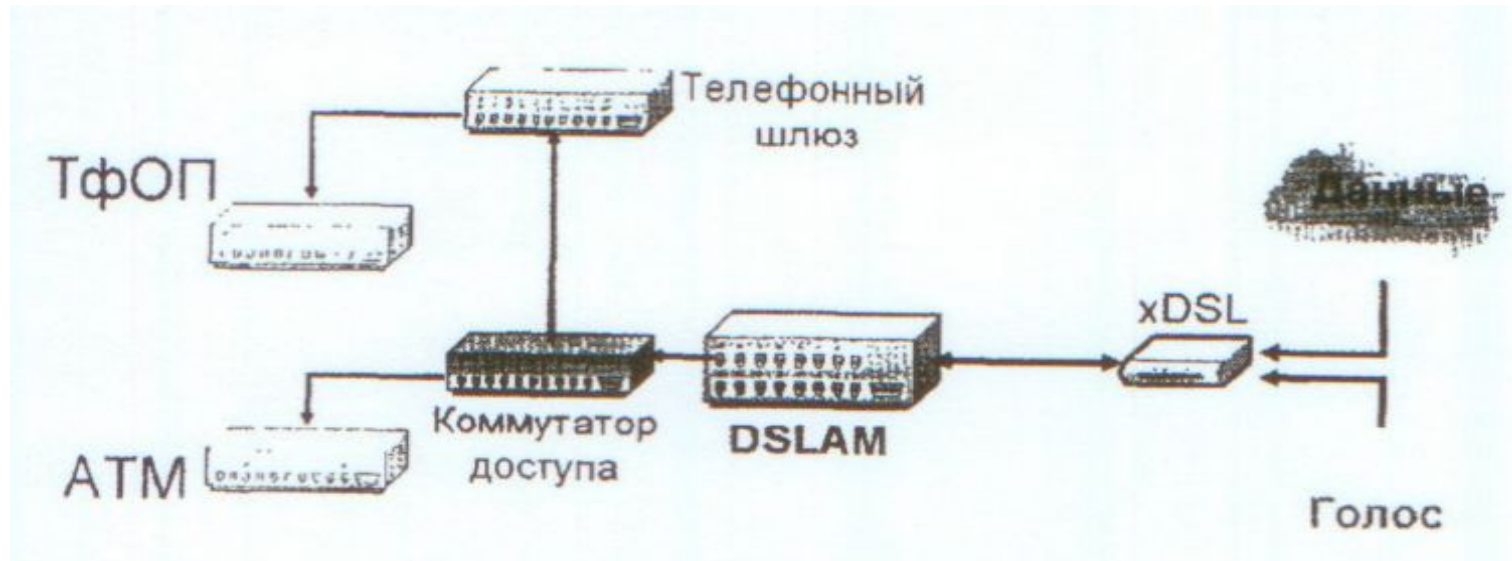 Телефонный
шлюз
ТфОП
Данные
xDSL
Коммутатор
доступа
DSLAM
АТМ
Голос